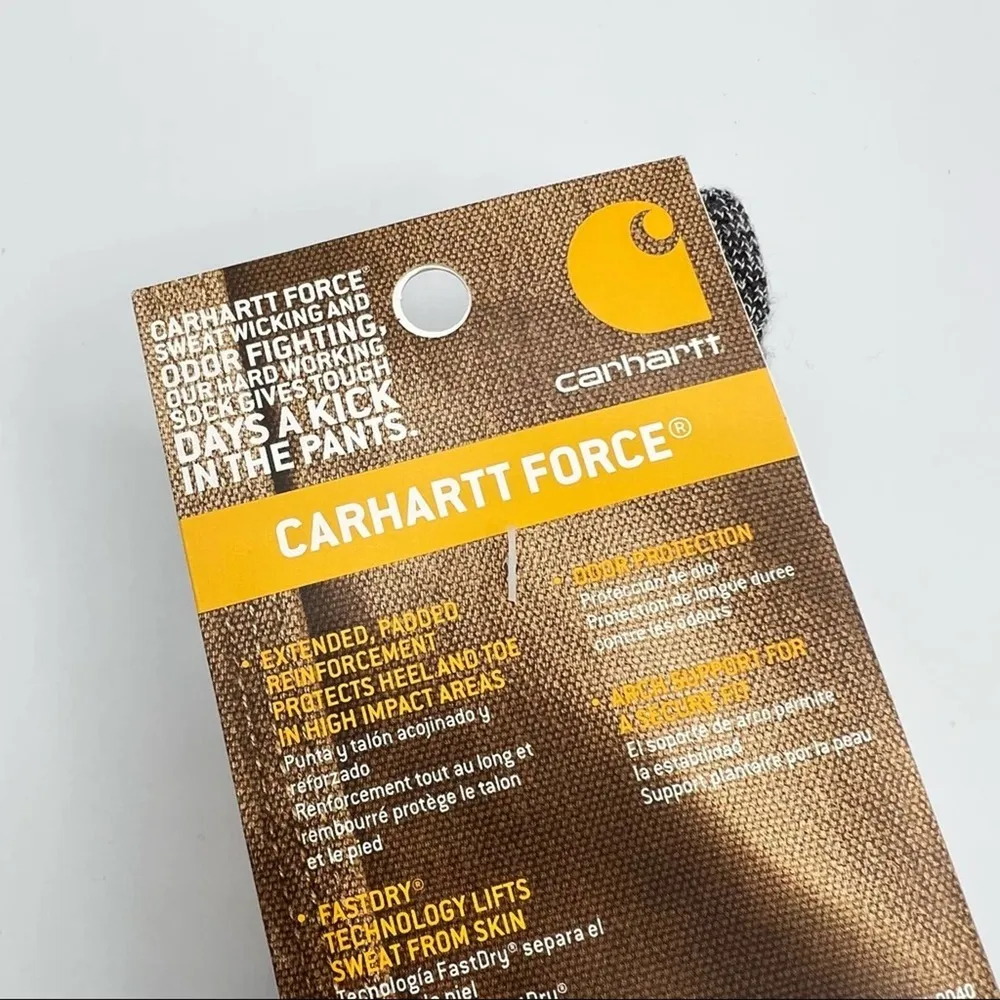 CARHARTT FORCE®
SWEAT WICKING AND
ODOR FIGHTING,
OUR HARD WORKING
SOCK GIVES TOUGH
DAYS A KICK
IN THE PANTS.
carhartt
CARHARTT FORCE®
• EXTENDED, PADDED
REINFORCEMENT
PROTECTS HEEL AND TOE
IN HIGH IMPACT AREAS
Punta y talón acojinado y
reforzado
Renforcement tout au long et
rembourré protège le talon
et le pied
• FASTDRY®
TECHNOLOGY LIFTS
SWEAT FROM SKIN
Tecnología FastDry® separa el
piel
Dry®
• ODOR PROTECTION
Protección de olor
Protection de longue durée
contre les odeurs
• ARCH SUPPORT FOR
A SECURE FIT
El soporte de arco permite
la estabilidad
Support plantaire por la peau